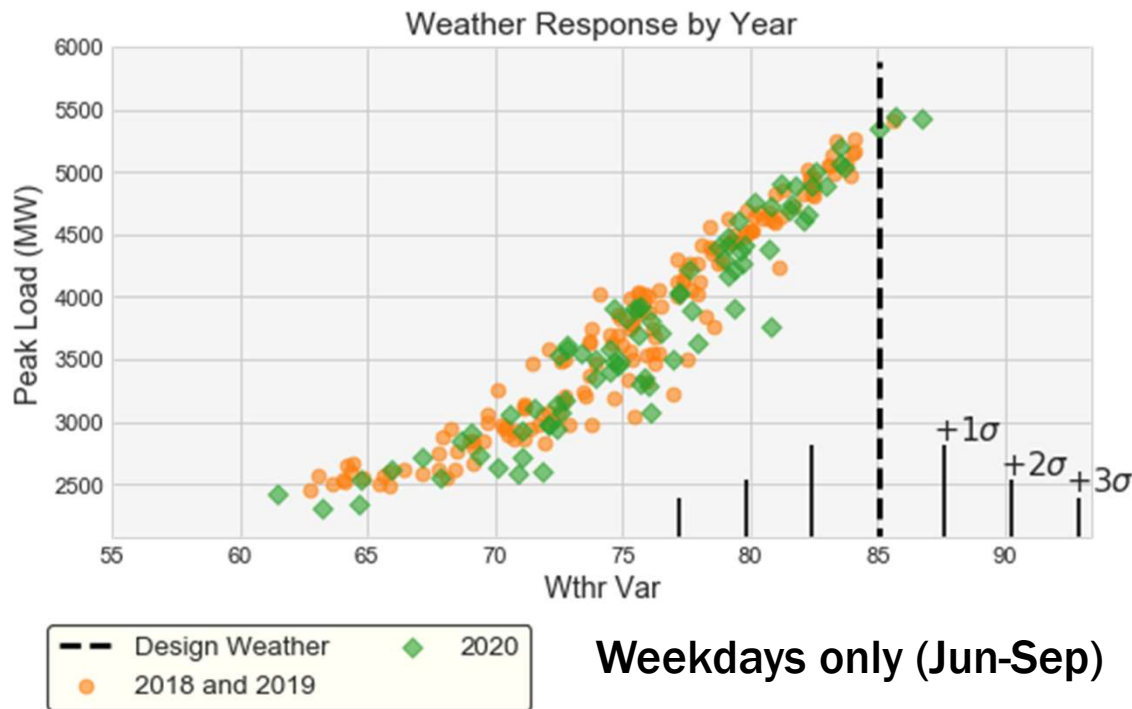 Weather Response by Year
6000
5500
5000
4500
4000
3500
3000
2500
Peak Load (MW)
+1σ
+2σ
+3σ
55 60 65 70 75 80 85 90
Wthr Var
Design Weather
2020
2018 and 2019
Weekdays only (Jun-Sep)